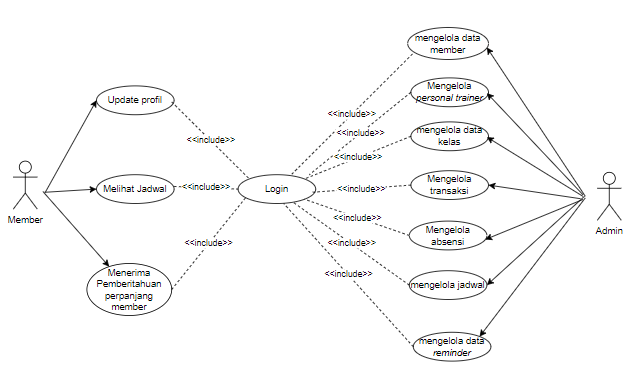 mengelola data
member
Mengelola
personal trainer
Update profil
<<include>>
<<include>>
<<include>>
mengelola data
kelas
<<include>>
<<include>>
Melihat Jadwal
<<include>>
Login
<<include>>
Mengelola
transaksi
Member
Admin
<<include>>
Mengelola
absensi
<<include>>
<<include>>
Menerima
Pemberitahuan
perpanjang
member
<<include>>
mengelola jadwal
mengelola data
reminder